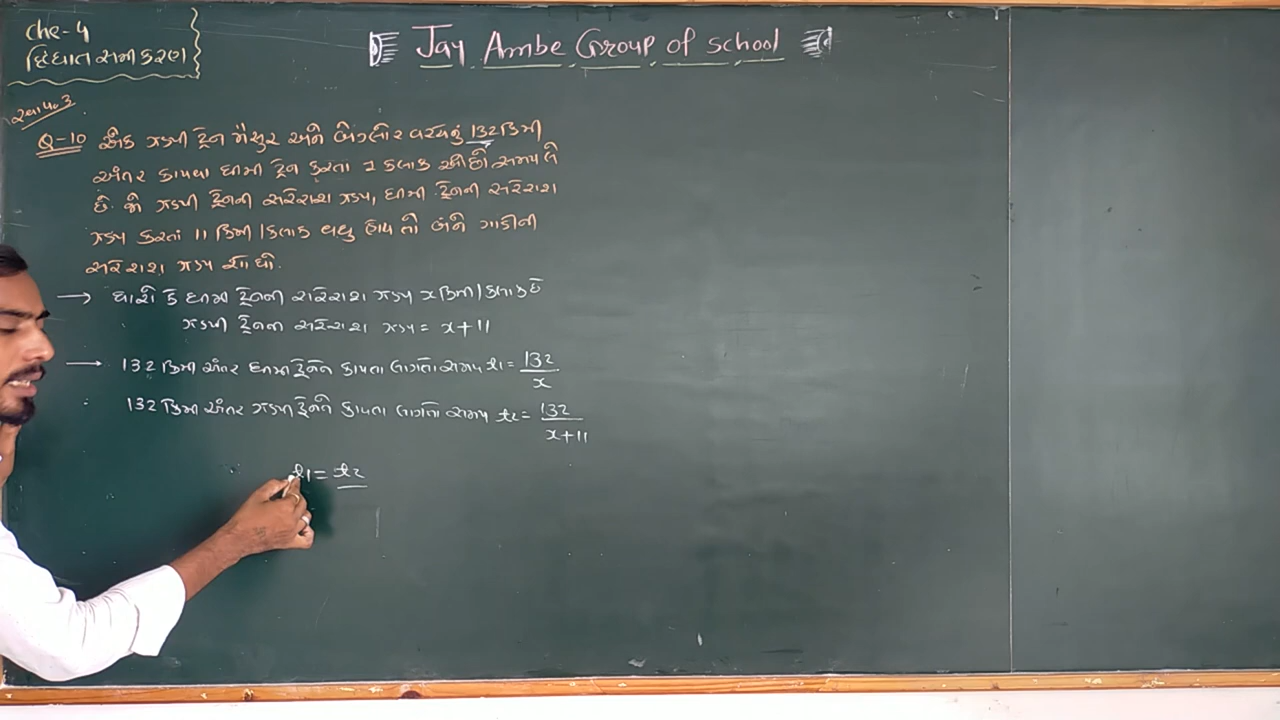 Che-4
દ્વિઘાત સમીકરણ
Jay Ambe Group of school
સ્વા 4.3
Q-10 એક ઝડપી ટ્રેન મૈસુર અને બેંગ્લોર વચ્ચેનું 132 કિમી
અંતર કાપવા ધીમી ટ્રેન કરતા 1 કલાક ઓછો સમય લે
છે. જો ઝડપી ટ્રેનની સરેરાશ ઝડપ, ધીમી ટ્રેનની સરેરાશ
ઝડપ કરતાં 11 કિમી/કલાક વધુ હોય તો બંને ગાડીની
સરેરાશ ઝડપ શોધો.
→ ધારો કે ધીમી ટ્રેનની સરેરાશ ઝડપ x કિમી/કલાક છે
ઝડપી ટ્રેનની સરેરાશ ઝડપ = x+11
→ 132 કિમી અંતર ધીમી ટ્રેનને કાપતા લાગતો સમય t1 = 132/x
132 કિમી અંતર ઝડપી ટ્રેનને કાપતા લાગતો સમય t2 = 132/x+11
t1 = t2